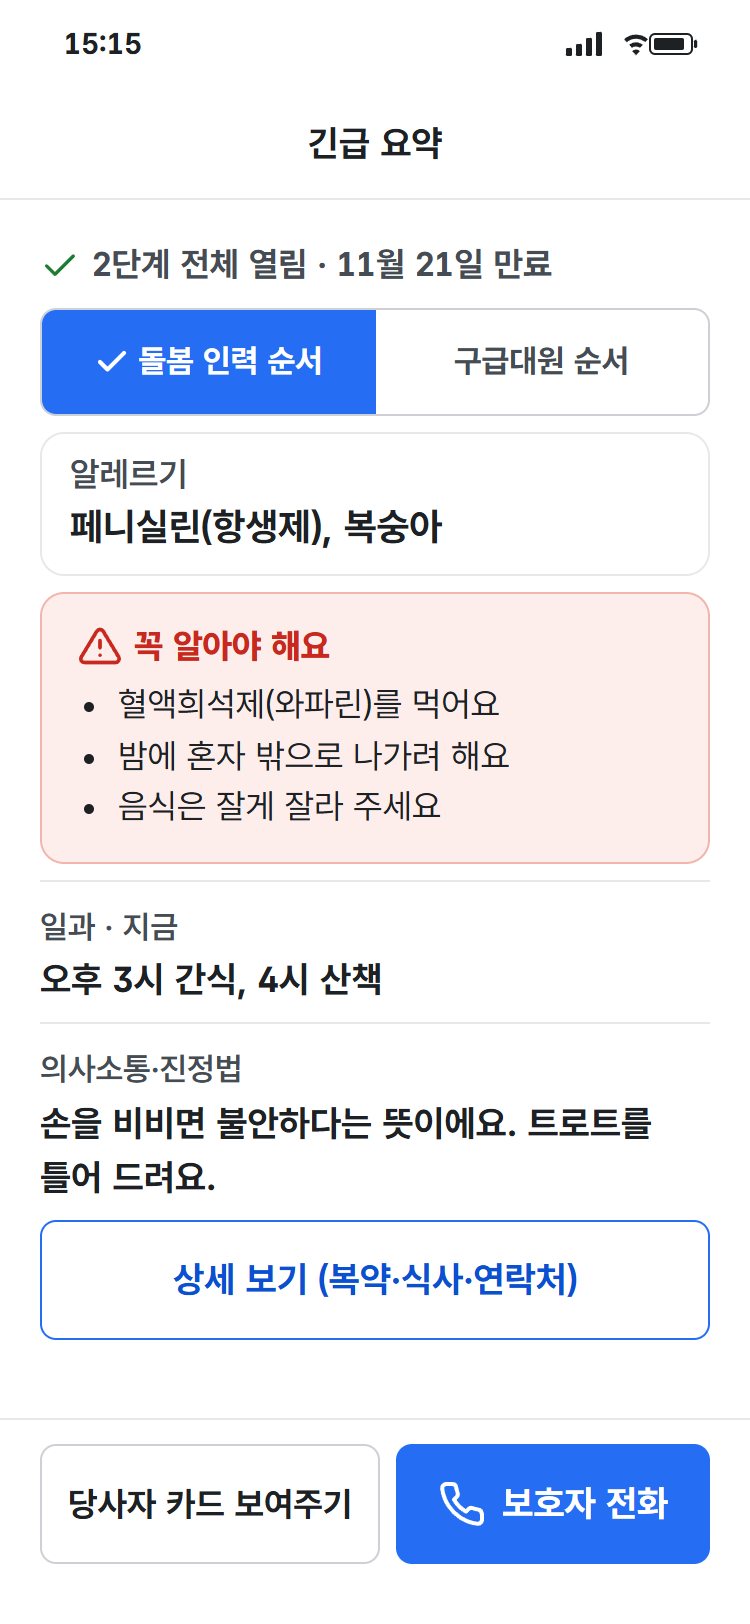 15:15
긴급 요약
2단계 전체 열림 · 11월 21일 만료
돌봄 인력 순서
구급대원 순서
알레르기
페니실린(항생제), 복숭아
꼭 알아야 해요
• 혈액희석제(와파린)를 먹어요
• 밤에 혼자 밖으로 나가려 해요
• 음식은 잘게 잘라 주세요
일과 · 지금
오후 3시 간식, 4시 산책
의사소통·진정법
손을 비비면 불안하다는 뜻이에요. 트로트를
틀어 드려요.
상세 보기 (복약·식사·연락처)
당사자 카드 보여주기
보호자 전화